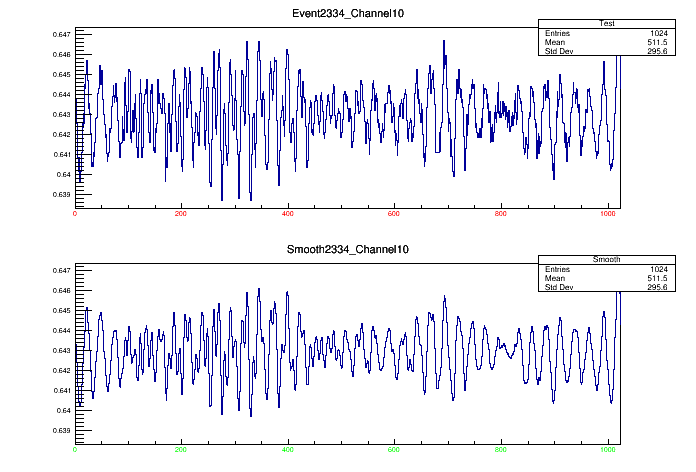 Event2334_Channel10
Test
Entries 1024
Mean 511.5
Std Dev 295.6
0.647
0.646
0.645
0.644
0.643
0.642
0.641
0.64
0.639
0 200 400 600 800 1000
Smooth2334_Channel10
Smooth
Entries 1024
Mean 511.5
Std Dev 295.6
0.647
0.646
0.645
0.644
0.643
0.642
0.641
0.64
0.639
0 200 400 600 800 1000